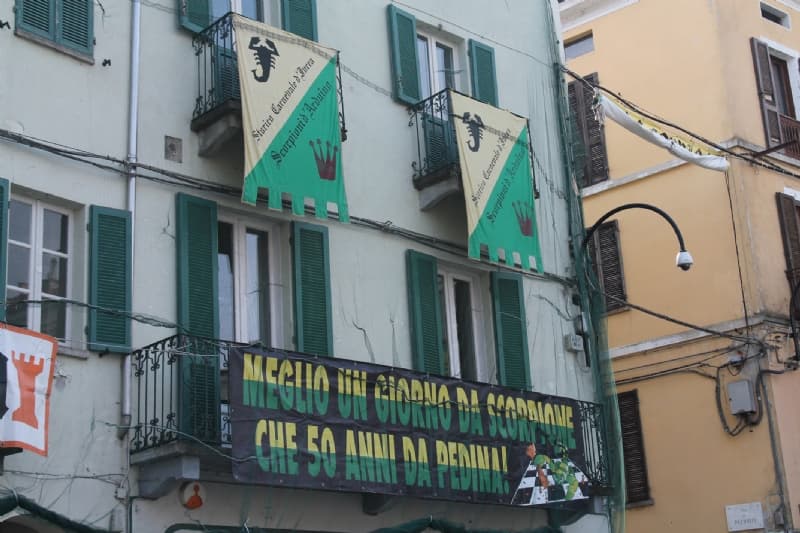 Storico Carnevale d'Ivrea
Scorpioni d'Arduino
Storico Carnevale d'Ivrea
Scorpioni d'Arduino
MEGLIO UN GIORNO DA SCORPIONE
CHE 50 ANNI DA PEDINA!